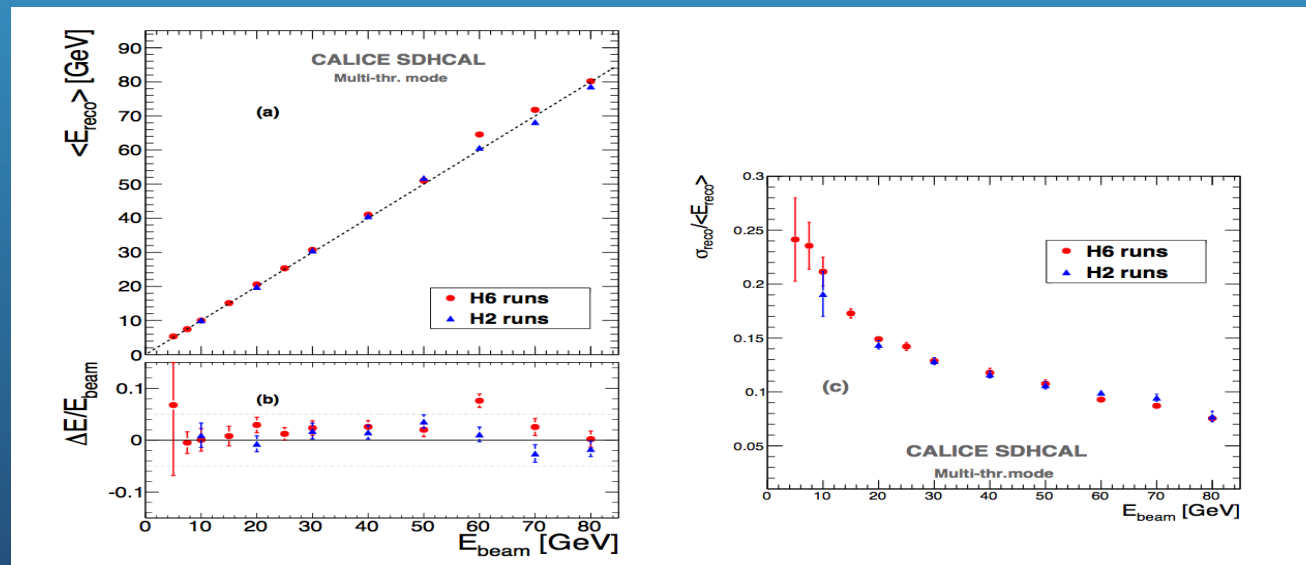 <E_reco> [GeV]
90
80
70
60
50
40
30
20
10
0
CALICE SDHCAL
Multi-thr. mode
(a)
H6 runs
H2 runs
ΔE/E_beam
0.1
0
-0.1
(b)
0 10 20 30 40 50 60 70 80
E_beam [GeV]
σ_reco/<E_reco>
0.3
0.25
0.2
0.15
0.1
0.05
H6 runs
H2 runs
(c)
CALICE SDHCAL
Multi-thr.mode
0 10 20 30 40 50 60 70 80
E_beam [GeV]